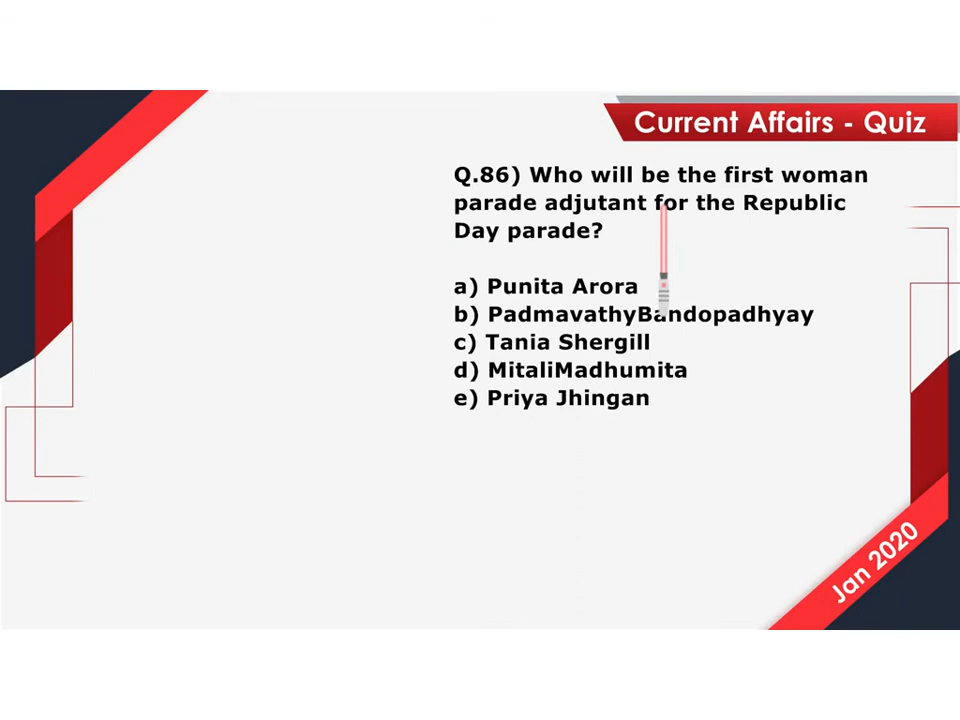 Current Affairs - Quiz
Q.86) Who will be the first woman
parade adjutant for the Republic
Day parade?
a) Punita Arora
b) PadmavathyBandopadhyay
c) Tania Shergill
d) MitaliMadhumita
e) Priya Jhingan
Jan 2020